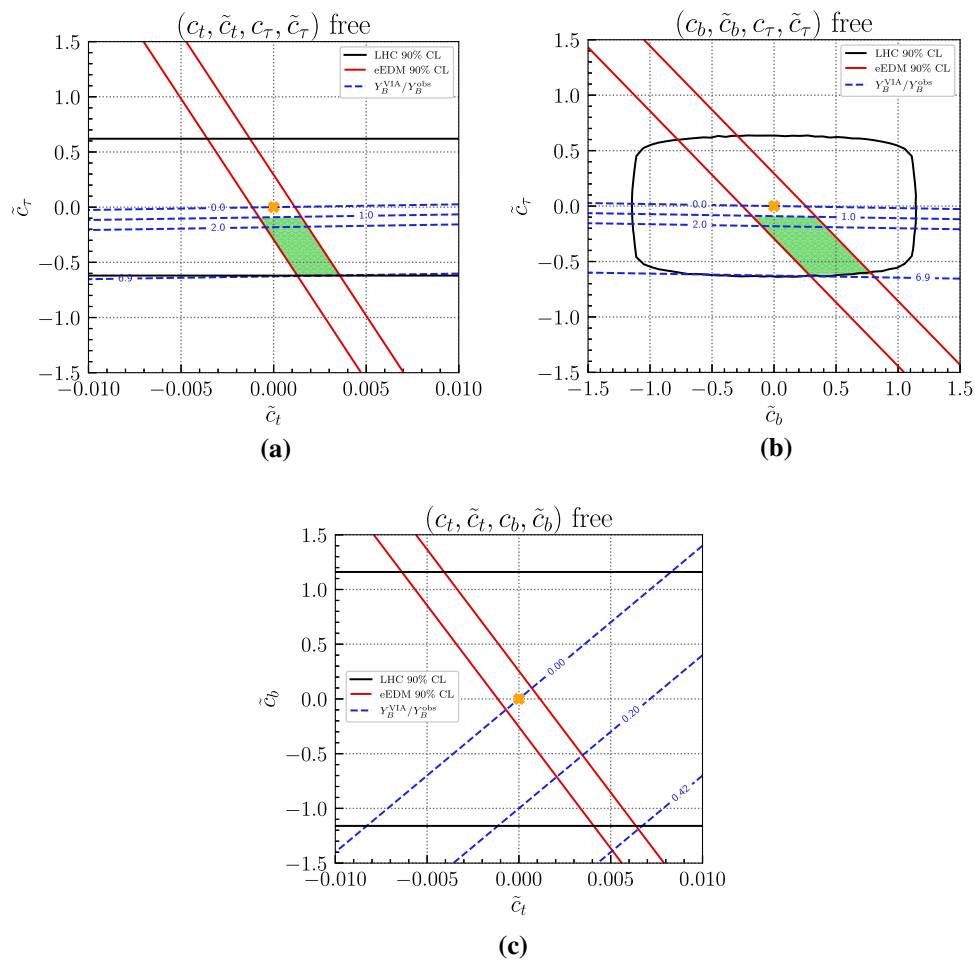 (c_t, c̃_t, c_τ, c̃_τ) free
1.5
1.0
0.5
0.0
−0.5
−1.0
−1.5
c̃_τ
LHC 90% CL
eEDM 90% CL
Y_B^VIA/Y_B^obs
0.0
1.0
2.0
6.9
−0.010
−0.005
0.000
0.005
0.010
c̃_t
(a)
(c_b, c̃_b, c_τ, c̃_τ) free
1.5
1.0
0.5
0.0
−0.5
−1.0
−1.5
c̃_τ
LHC 90% CL
eEDM 90% CL
Y_B^VIA/Y_B^obs
0.0
1.0
2.0
6.9
−1.5
−1.0
−0.5
0.0
0.5
1.0
1.5
c̃_b
(b)
(c_t, c̃_t, c_b, c̃_b) free
1.5
1.0
0.5
0.0
−0.5
−1.0
−1.5
c̃_b
LHC 90% CL
eEDM 90% CL
Y_B^VIA/Y_B^obs
0.00
0.20
0.42
−0.010
−0.005
0.000
0.005
0.010
c̃_t
(c)